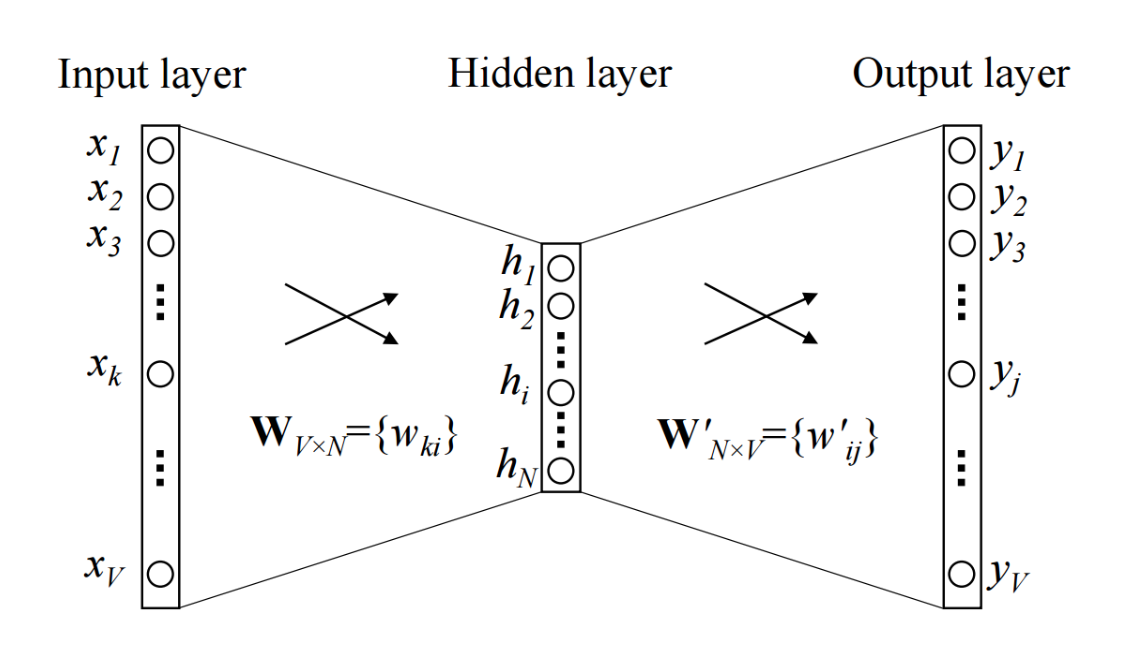 Input layer
Hidden layer
Output layer
x1
x2
x3
xk
xV
h1
h2
hi
hN
y1
y2
y3
yj
yV
WV×N={wki}
W'N×V={w'ij}